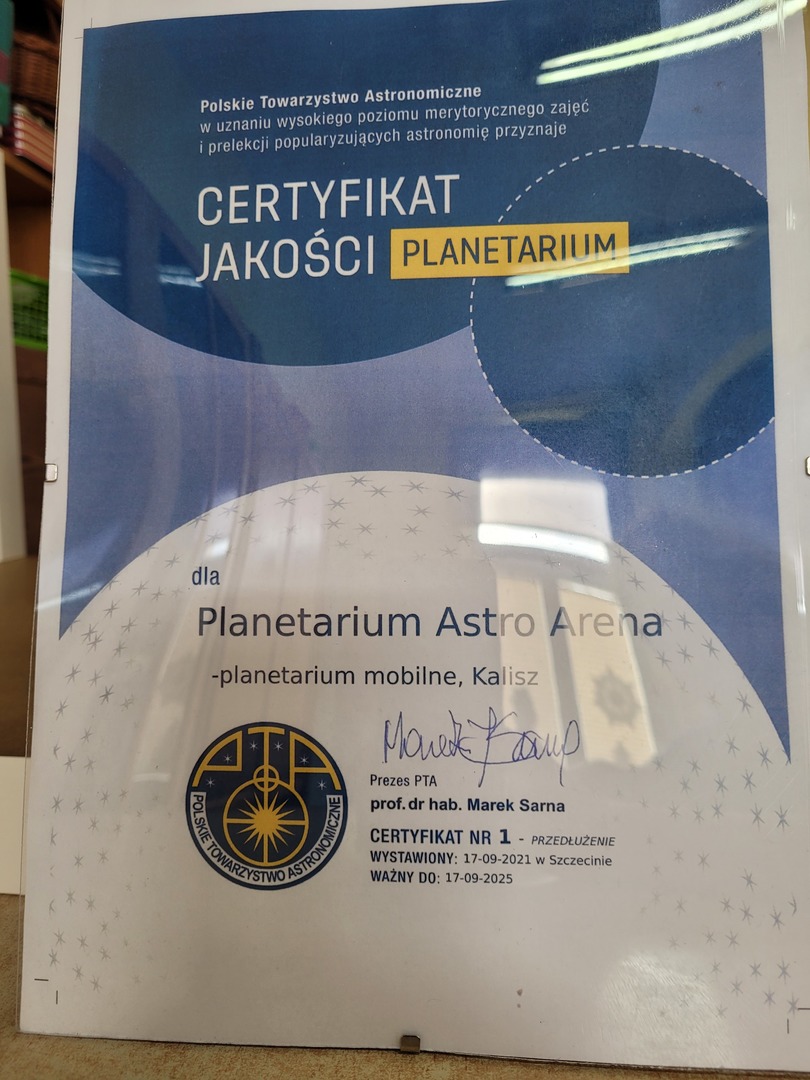 Polskie Towarzystwo Astronomiczne
w uznaniu wysokiego poziomu merytorycznego zajęć
i prelekcji popularyzujących astronomię przyznaje
CERTYFIKAT
JAKOŚCI PLANETARIUM
dla
Planetarium Astro Arena
-planetarium mobilne, Kalisz
Marek Sarna
Prezes PTA
prof. dr hab. Marek Sarna
CERTYFIKAT NR 1 - PRZEDŁUŻENIE
WYSTAWIONY: 17-09-2021 w Szczecinie
WAŻNY DO: 17-09-2025
PTA
POLSKIE TOWARZYSTWO ASTRONOMICZNE